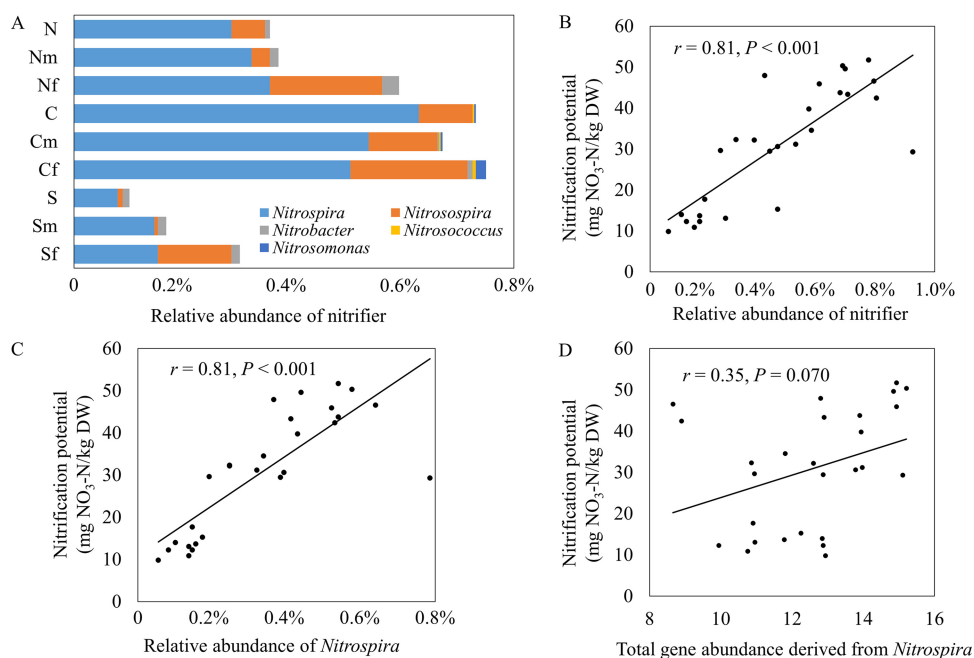 A
N
Nm
Nf
C
Cm
Cf
S
Sm
Sf
Nitrospira
Nitrosospira
Nitrobacter
Nitrosococcus
Nitrosomonas
0 0.2% 0.4% 0.6% 0.8%
Relative abundance of nitrifier
B
r = 0.81, P < 0.001
Nitrification potential
(mg NO3-N/kg DW)
60
50
40
30
20
10
0
0 0.2% 0.4% 0.6% 0.8% 1.0%
Relative abundance of nitrifier
C
r = 0.81, P < 0.001
Nitrification potential
(mg NO3-N/kg DW)
60
50
40
30
20
10
0
0 0.2% 0.4% 0.6% 0.8%
Relative abundance of Nitrospira
D
r = 0.35, P = 0.070
Nitrification potential
(mg NO3-N/kg DW)
60
50
40
30
20
10
0
8 10 12 14 16
Total gene abundance derived from Nitrospira